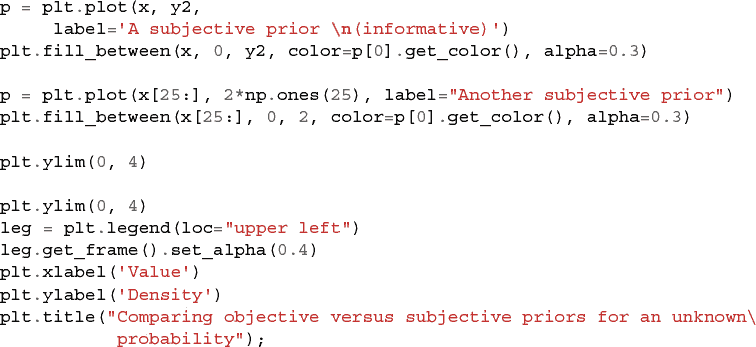 p = plt.plot(x, y2,
     label='A subjective prior \n(informative)')
plt.fill_between(x, 0, y2, color=p[0].get_color(), alpha=0.3)

p = plt.plot(x[25:], 2*np.ones(25), label="Another subjective prior")
plt.fill_between(x[25:], 0, 2, color=p[0].get_color(), alpha=0.3)

plt.ylim(0, 4)

plt.ylim(0, 4)
leg = plt.legend(loc="upper left")
leg.get_frame().set_alpha(0.4)
plt.xlabel('Value')
plt.ylabel('Density')
plt.title("Comparing objective versus subjective priors for an unknown\
           probability");